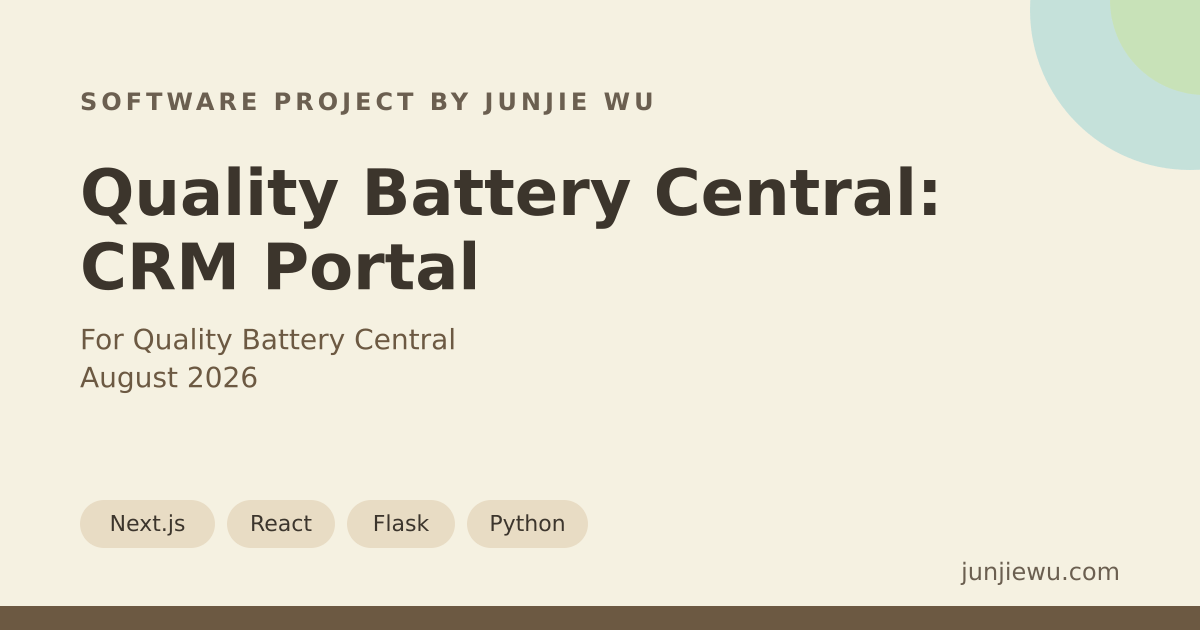 SOFTWARE PROJECT BY JUNJIE WU
Quality Battery Central:
CRM Portal
For Quality Battery Central
August 2026
Next.js
React
Flask
Python
junjiewu.com